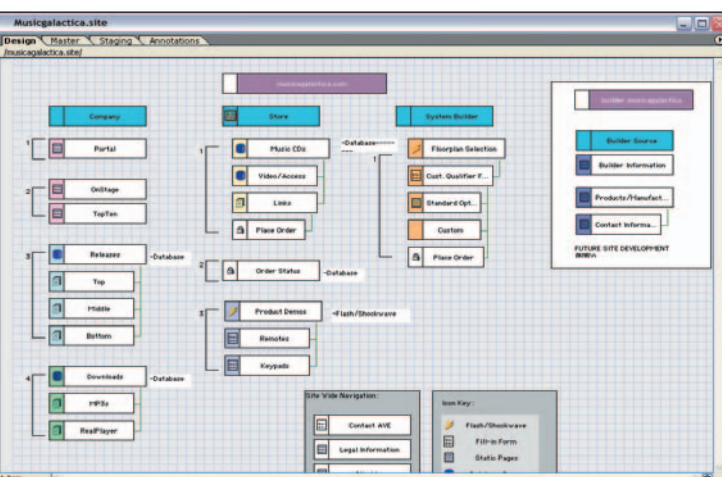 Musicgalactica.site
Design Master Staging Annotations
/musicagalactica.site/
musicagalactica.com
Company
1
Portal
2
OnStage
TopTen
3
Releases
~Database
Top
Middle
Bottom
4
Downloads
~Database
MP3s
RealPlayer
Store
1
Music CDs
~Database
Video/Access
Links
Place Order
2
Order Status
~Database
3
Product Demos
~Flash/Shockwave
Remotes
Keypads
System Builder
1
Floorplan Selection
Cust. Qualifier F...
Standard Opt...
Custom
Place Order
builder.musicagalactica
Builder Source
Builder Information
Products/Manufact...
Contact Informa...
FUTURE SITE DEVELOPMENT
Site Wide Navigation:
Contact AVE
Legal Information
Icon Key:
Flash/Shockwave
Fill-in Form
Static Pages